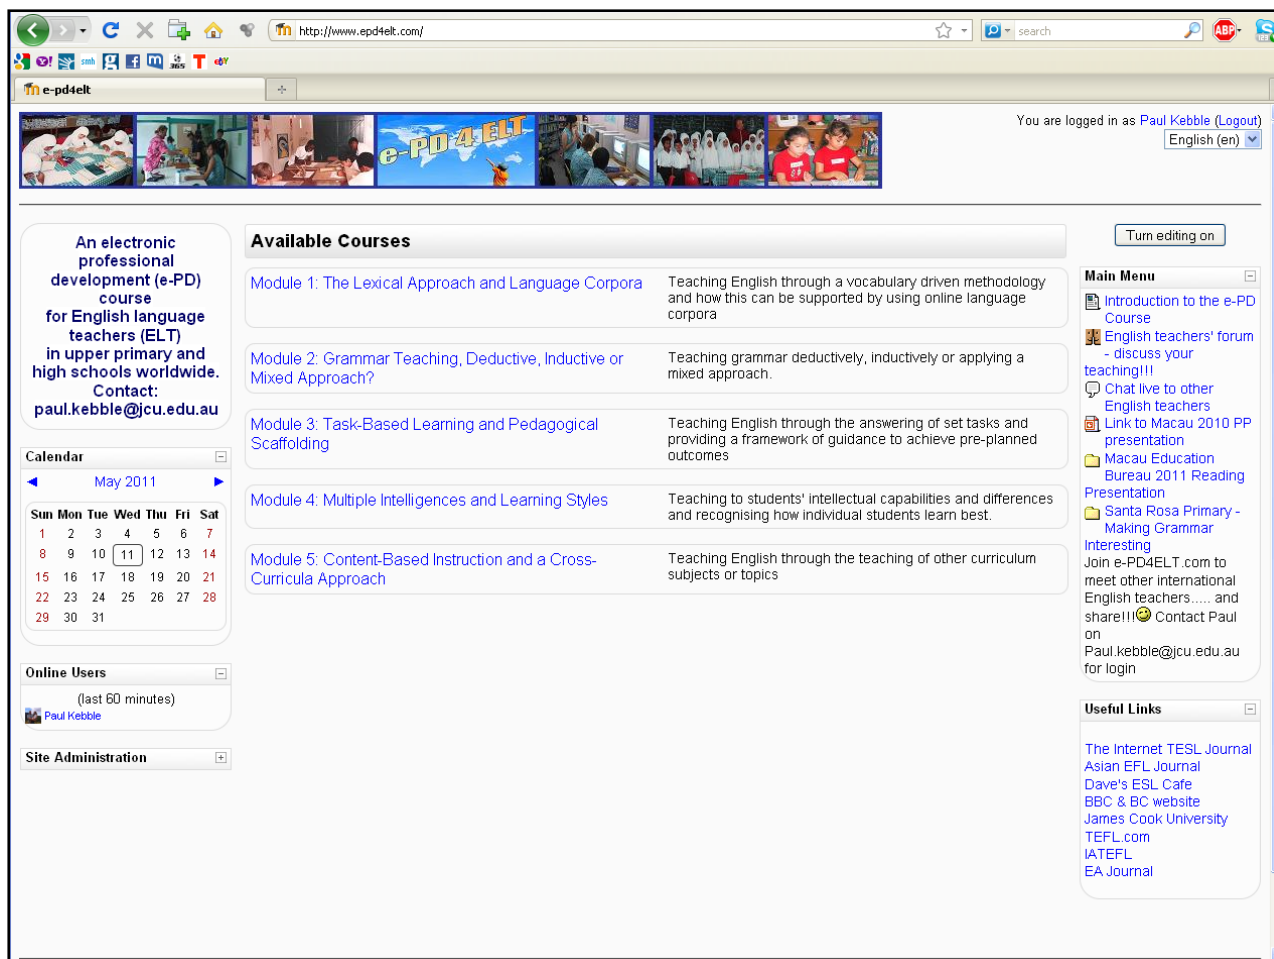 http://www.epd4elt.com/
search
ABP
smh
365
T
e-pd4elt
e-PD 4 ELT
You are logged in as Paul Kebble (Logout)
English (en)
An electronic
professional
development (e-PD)
course
for English language
teachers (ELT)
in upper primary and
high schools worldwide.
Contact:
paul.kebble@jcu.edu.au
Calendar
May 2011
Sun Mon Tue Wed Thu Fri Sat
1 2 3 4 5 6 7
8 9 10 11 12 13 14
15 16 17 18 19 20 21
22 23 24 25 26 27 28
29 30 31
Online Users
(last 60 minutes)
Paul Kebble
Site Administration
Available Courses
Module 1: The Lexical Approach and Language Corpora
Teaching English through a vocabulary driven methodology
and how this can be supported by using online language
corpora
Module 2: Grammar Teaching, Deductive, Inductive or
Mixed Approach?
Teaching grammar deductively, inductively or applying a
mixed approach.
Module 3: Task-Based Learning and Pedagogical
Scaffolding
Teaching English through the answering of set tasks and
providing a framework of guidance to achieve pre-planned
outcomes
Module 4: Multiple Intelligences and Learning Styles
Teaching to students' intellectual capabilities and differences
and recognising how individual students learn best.
Module 5: Content-Based Instruction and a Cross-
Curricula Approach
Teaching English through the teaching of other curriculum
subjects or topics
Turn editing on
Main Menu
Introduction to the e-PD
Course
English teachers' forum
- discuss your
teaching!!!
Chat live to other
English teachers
Link to Macau 2010 PP
presentation
Macau Education
Bureau 2011 Reading
Presentation
Santa Rosa Primary -
Making Grammar
Interesting
Join e-PD4ELT.com to
meet other international
English teachers..... and
share!!! Contact Paul
on
Paul.kebble@jcu.edu.au
for login
Useful Links
The Internet TESL Journal
Asian EFL Journal
Dave's ESL Cafe
BBC & BC website
James Cook University
TEFL.com
IATEFL
EA Journal